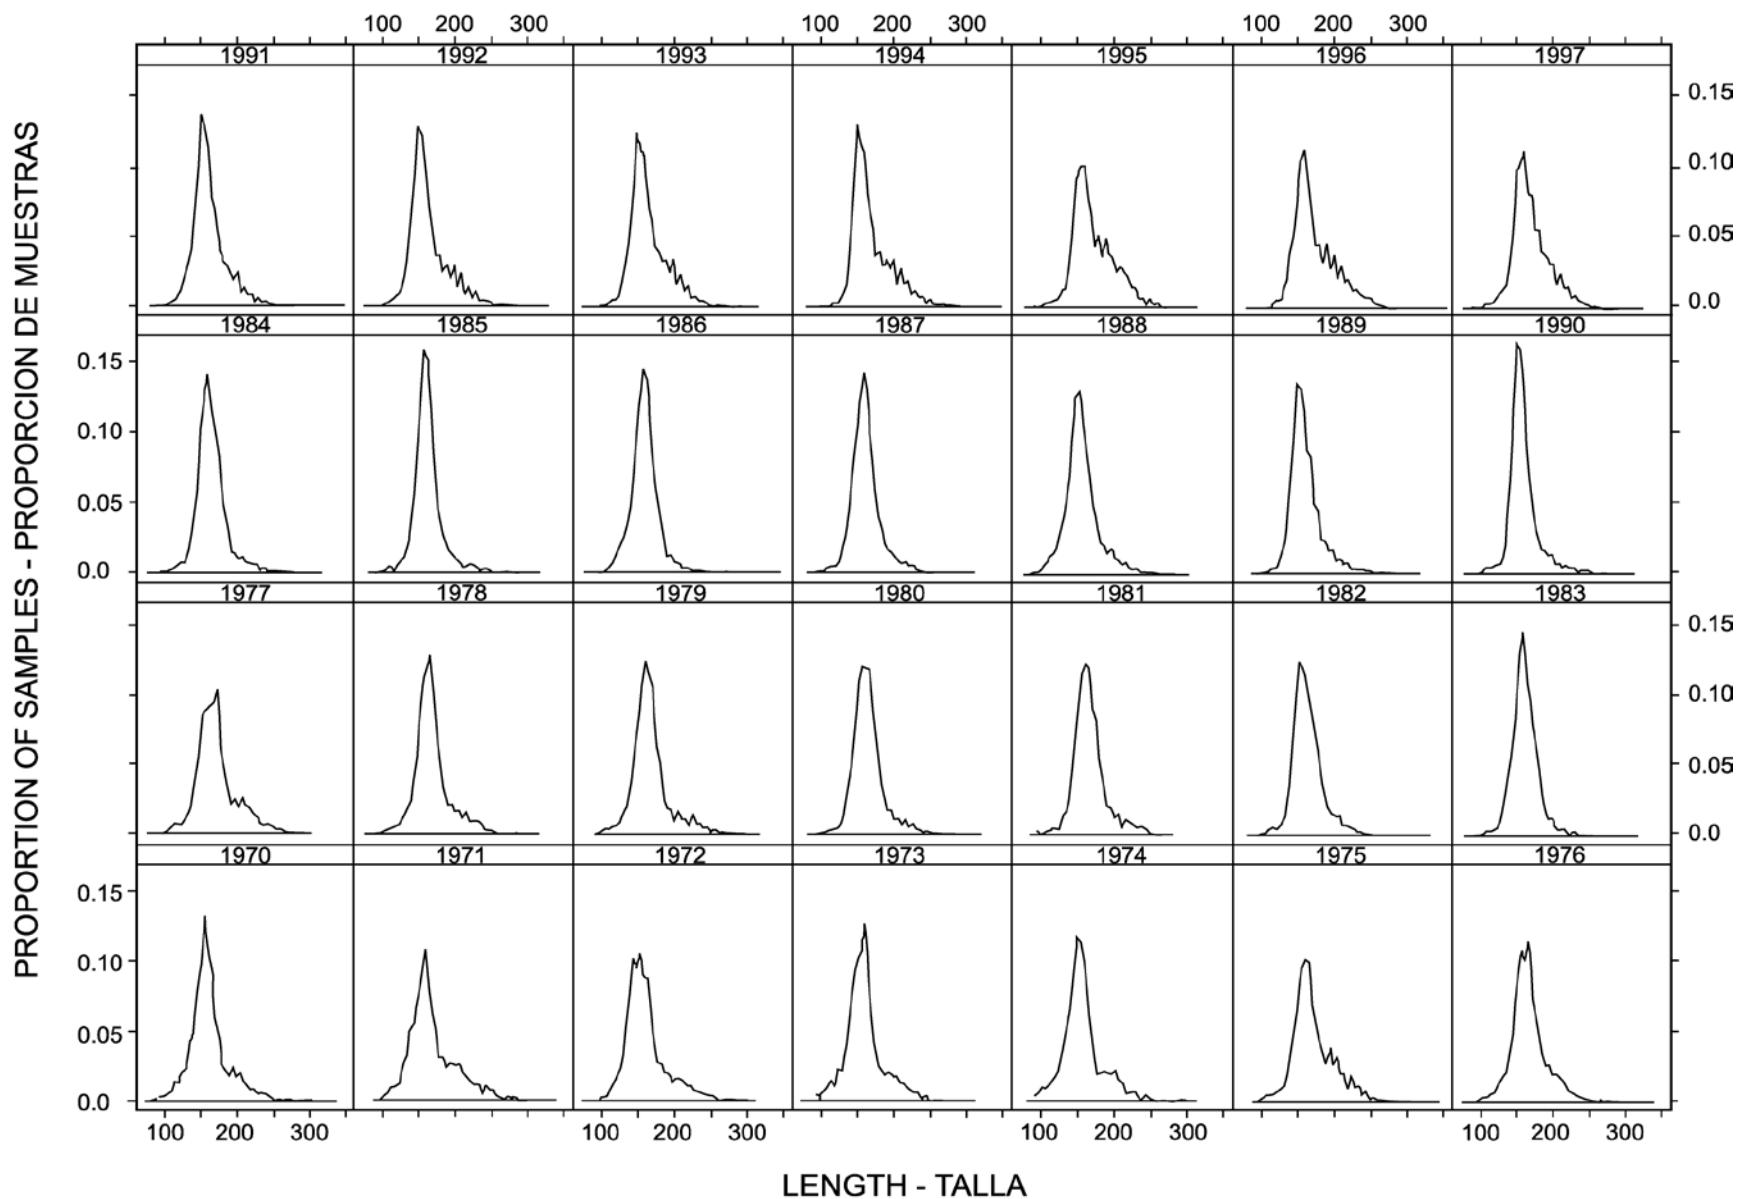 100 200 300 100 200 300 100 200 300
1991 1992 1993 1994 1995 1996 1997
0.15
0.10
0.05
0.0
1984 1985 1986 1987 1988 1989 1990
0.15
0.10
0.05
0.0
1977 1978 1979 1980 1981 1982 1983
0.15
0.10
0.05
0.0
1970 1971 1972 1973 1974 1975 1976
0.15
0.10
0.05
0.0
100 200 300 100 200 300 100 200 300 100 200 300
LENGTH - TALLA
PROPORTION OF SAMPLES - PROPORCION DE MUESTRAS